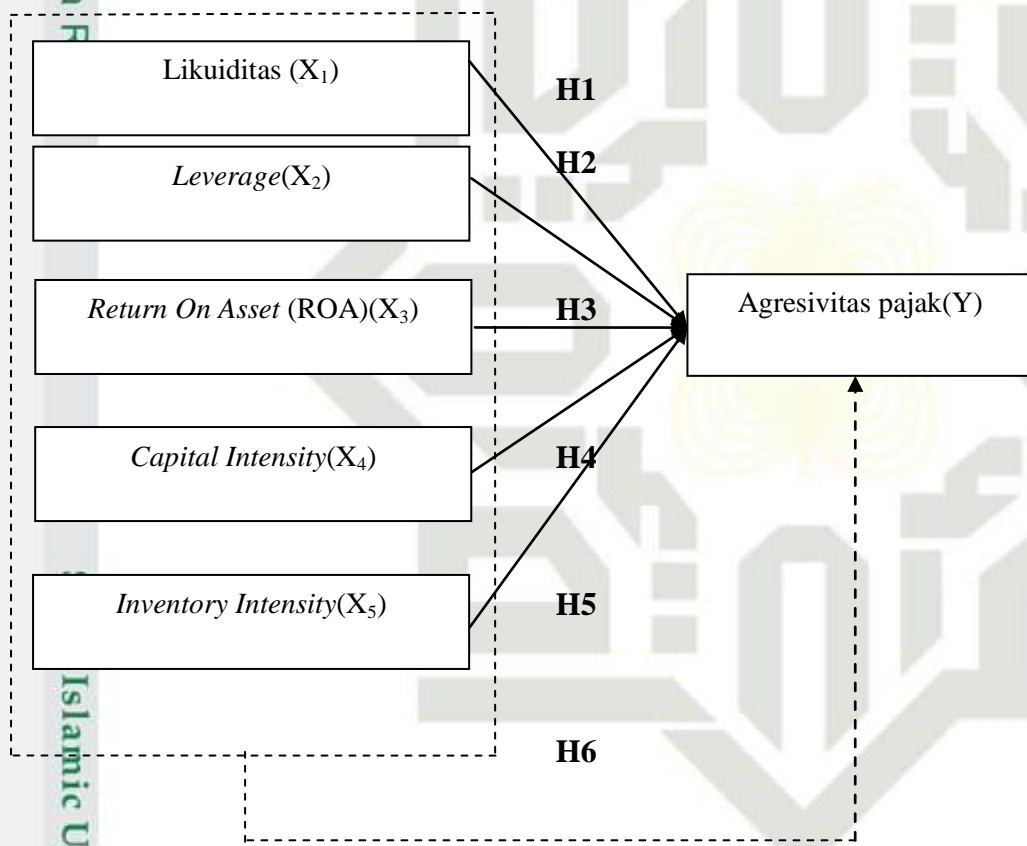 Likuiditas (X₁)
H1
Leverage(X₂)
H2
Return On Asset (ROA)(X₃)
H3
Agresivitas pajak(Y)
Capital Intensity(X₄)
H4
Inventory Intensity(X₅)
H5
H6
Islamic U